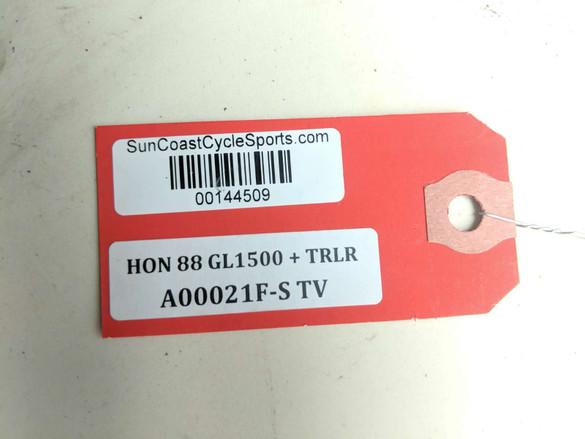 SunCoastCycleSports.com
00144509
HON 88 GL1500 + TRLR
A00021F-S TV